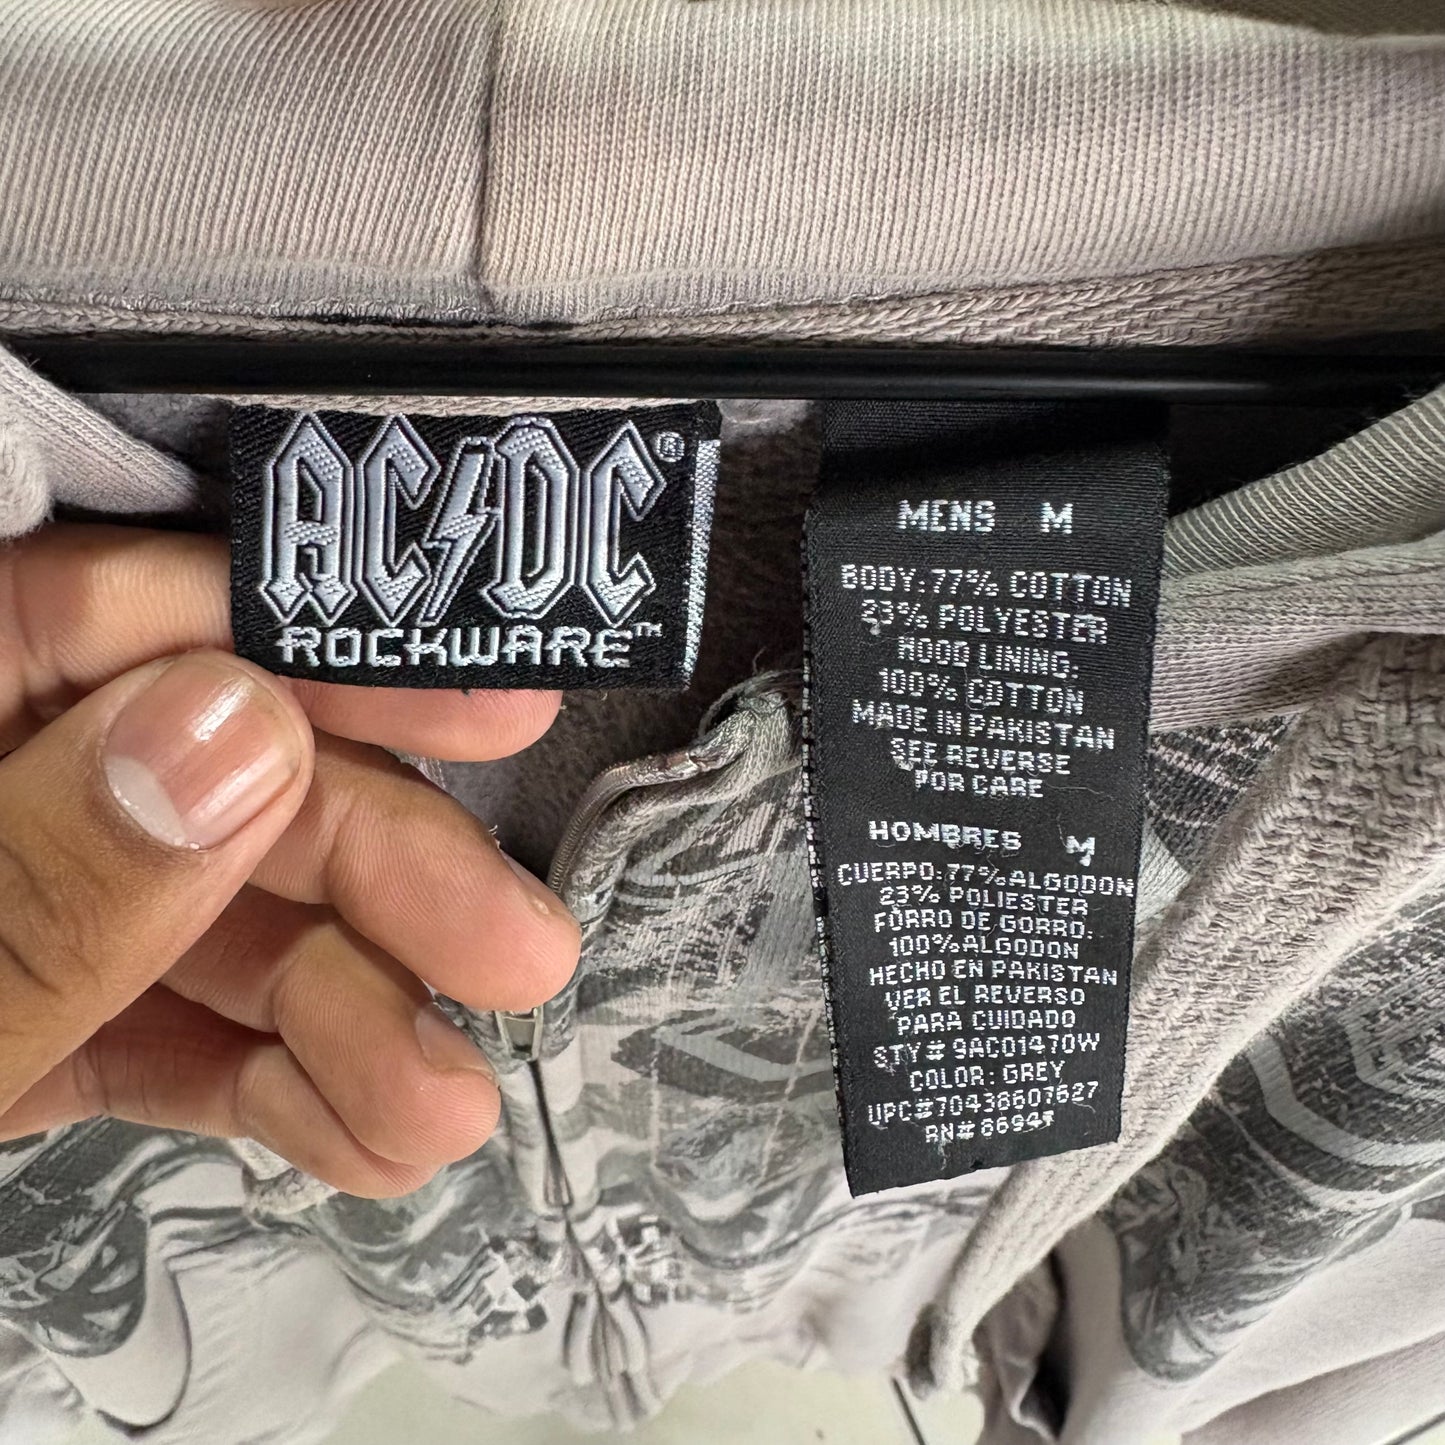 AC⚡DC®
ROCKWARE™
MENS M
BODY: 77% COTTON
23% POLYESTER
HOOD LINING:
100% COTTON
MADE IN PAKISTAN
SEE REVERSE
FOR CARE
HOMBRES M
CUERPO: 77% ALGODON
23% POLIESTER
FORRO DE GORRO:
100% ALGODON
HECHO EN PAKISTAN
VER EL REVERSO
PARA CUIDADO
STY# 9AC01470W
COLOR: GREY
UPC#70438607627
RN# 86947